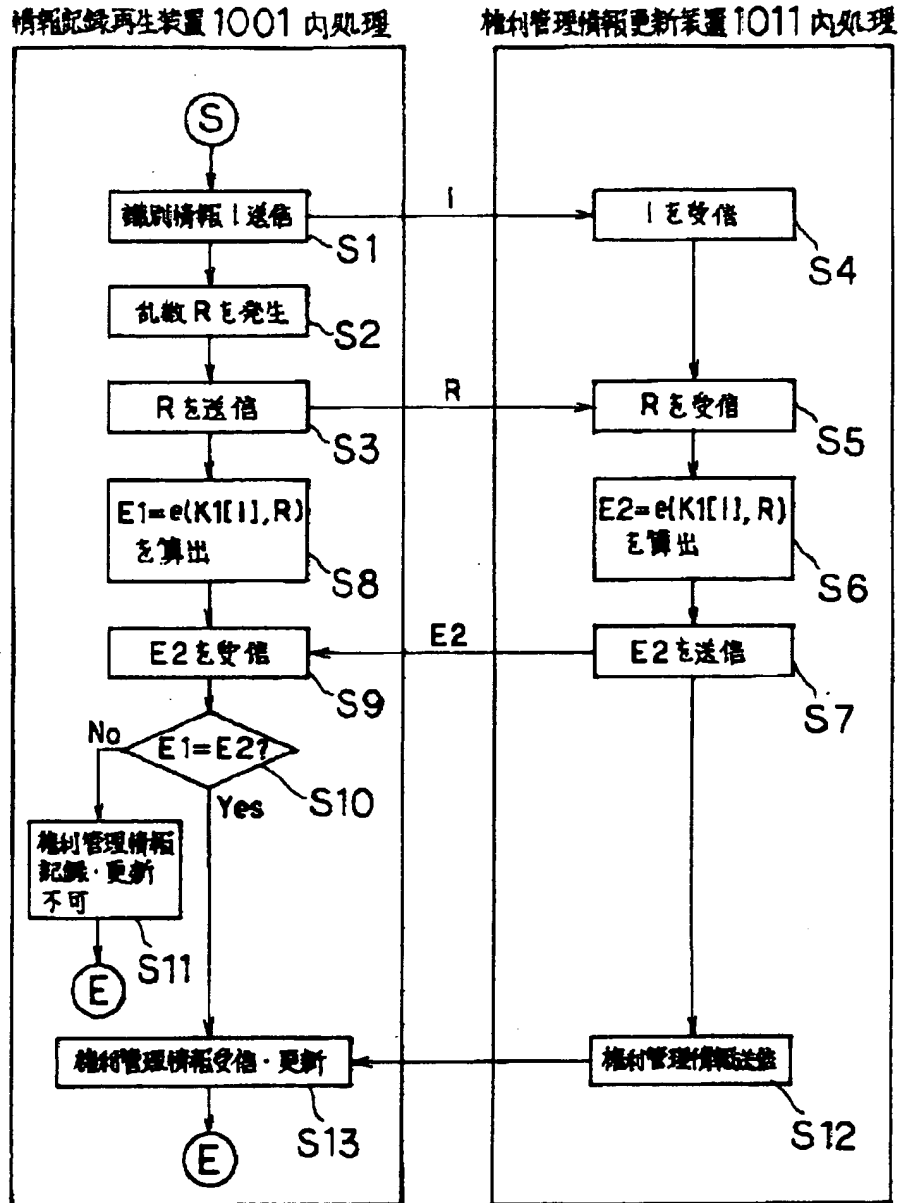 情報記録再生装置1001内処理
権利管理情報更新装置1011内処理
S
識別情報I送信
S1
I
Iを受信
S4
乱数Rを発生
S2
Rを送信
S3
R
Rを受信
S5
E1=e(K1[I],R)
を算出
S8
E2=e(K1[I],R)
を算出
S6
E2を受信
S9
E2
E2を送信
S7
E1=E2?
S10
No
Yes
権利管理情報
記録・更新
不可
S11
E
権利管理情報受信・更新
S13
権利管理情報送信
S12
E